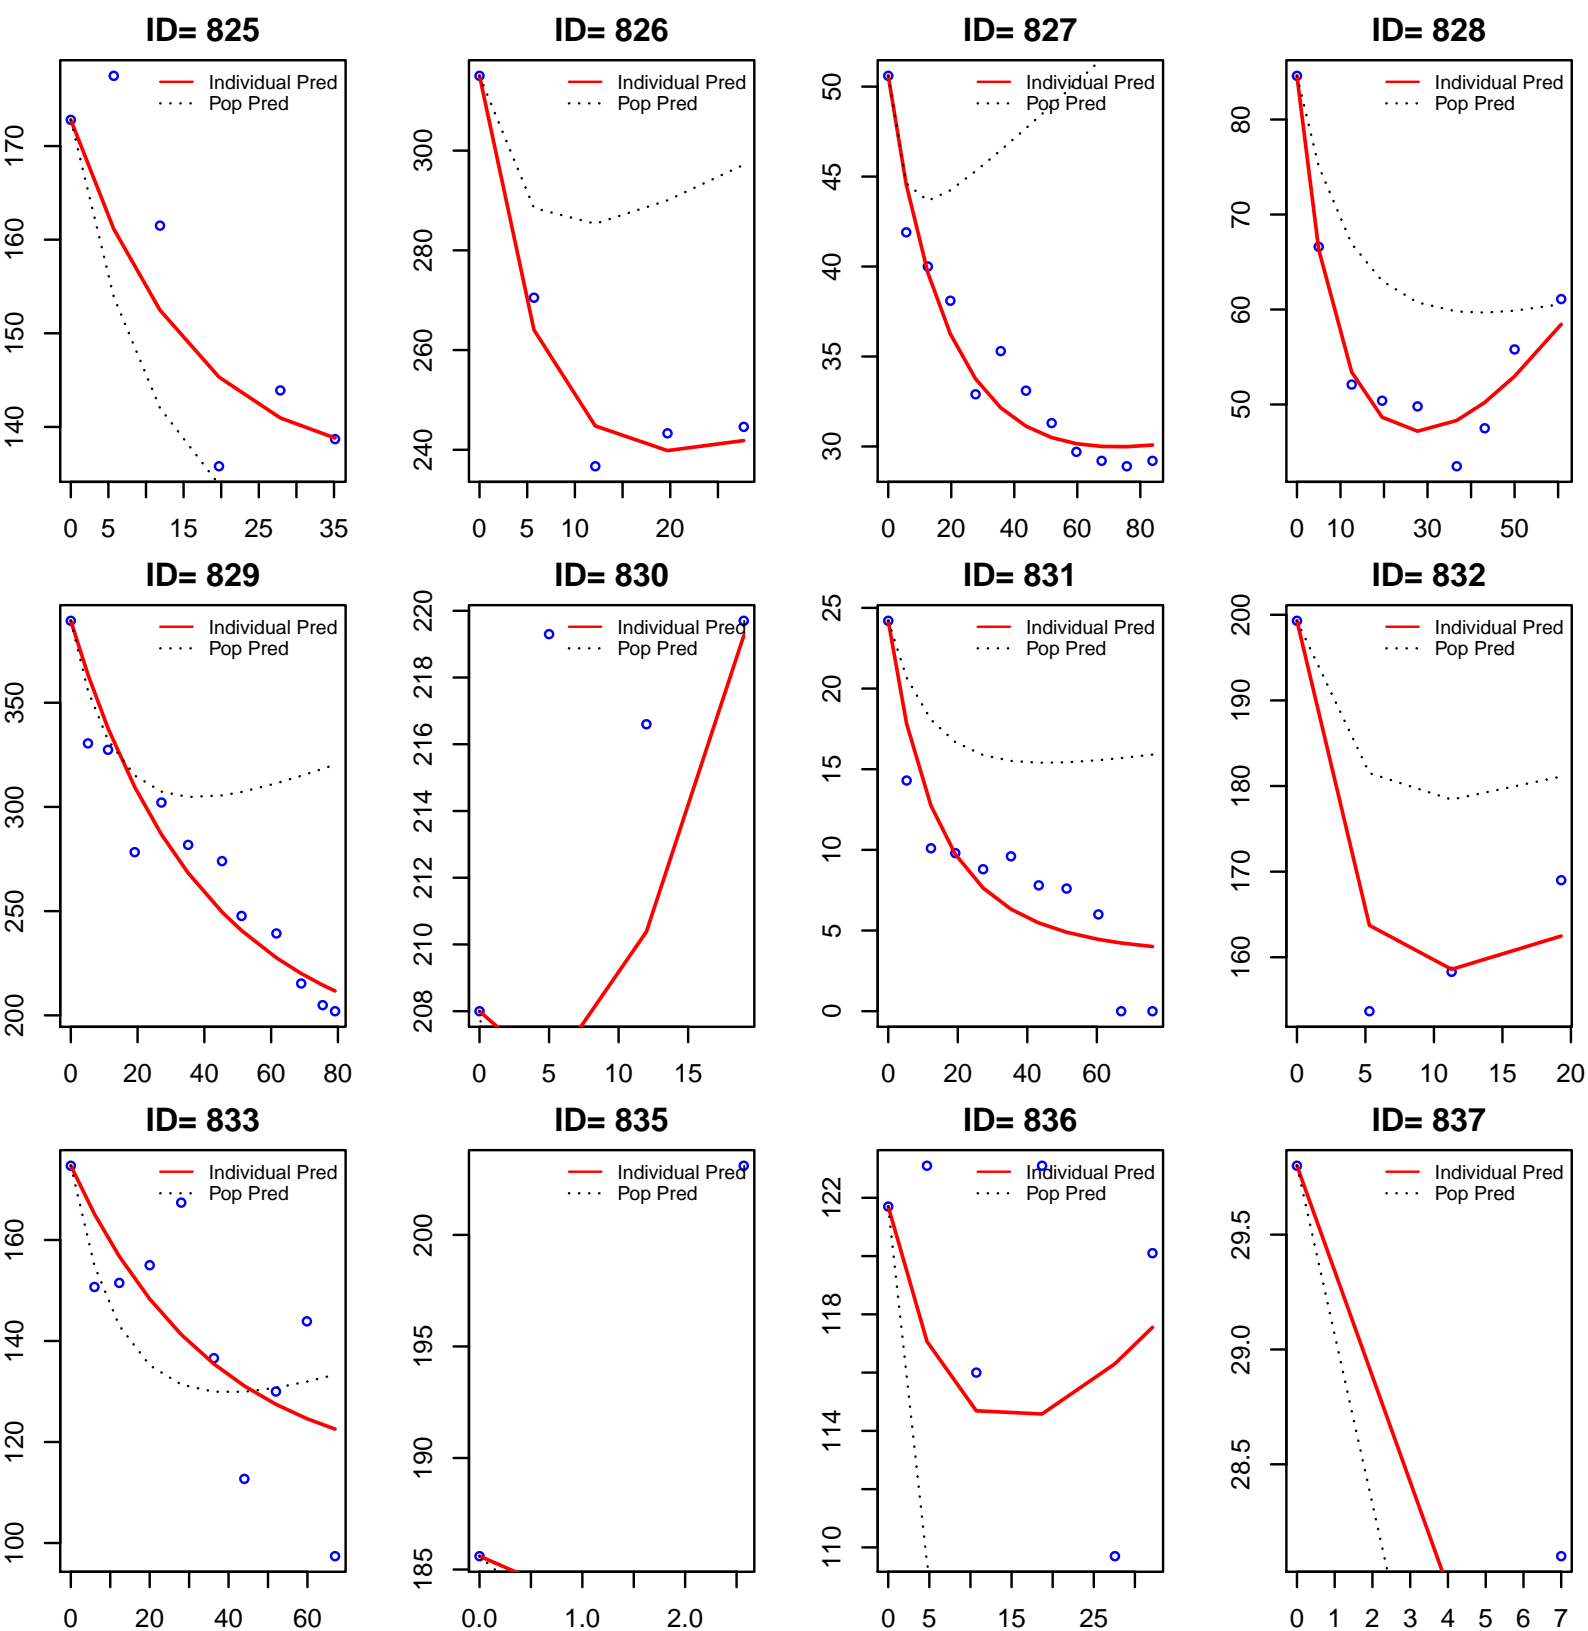 ID= 825
Individual Pred
Pop Pred
140 150 160 170
0 5 15 25 35
ID= 826
Individual Pred
Pop Pred
240 260 280 300
0 5 10 20
ID= 827
Individual Pred
Pop Pred
30 35 40 45 50
0 20 40 60 80
ID= 828
Individual Pred
Pop Pred
50 60 70 80
0 10 30 50
ID= 829
Individual Pred
Pop Pred
200 250 300 350
0 20 40 60 80
ID= 830
Individual Pred
Pop Pred
208 210 212 214 216 218 220
0 5 10 15
ID= 831
Individual Pred
Pop Pred
0 5 10 15 20 25
0 20 40 60
ID= 832
Individual Pred
Pop Pred
160 170 180 190 200
0 5 10 15 20
ID= 833
Individual Pred
Pop Pred
100 120 140 160
0 20 40 60
ID= 835
Individual Pred
Pop Pred
185 190 195 200
0.0 1.0 2.0
ID= 836
Individual Pred
Pop Pred
110 114 118 122
0 5 15 25
ID= 837
Individual Pred
Pop Pred
28.5 29.0 29.5
0 1 2 3 4 5 6 7